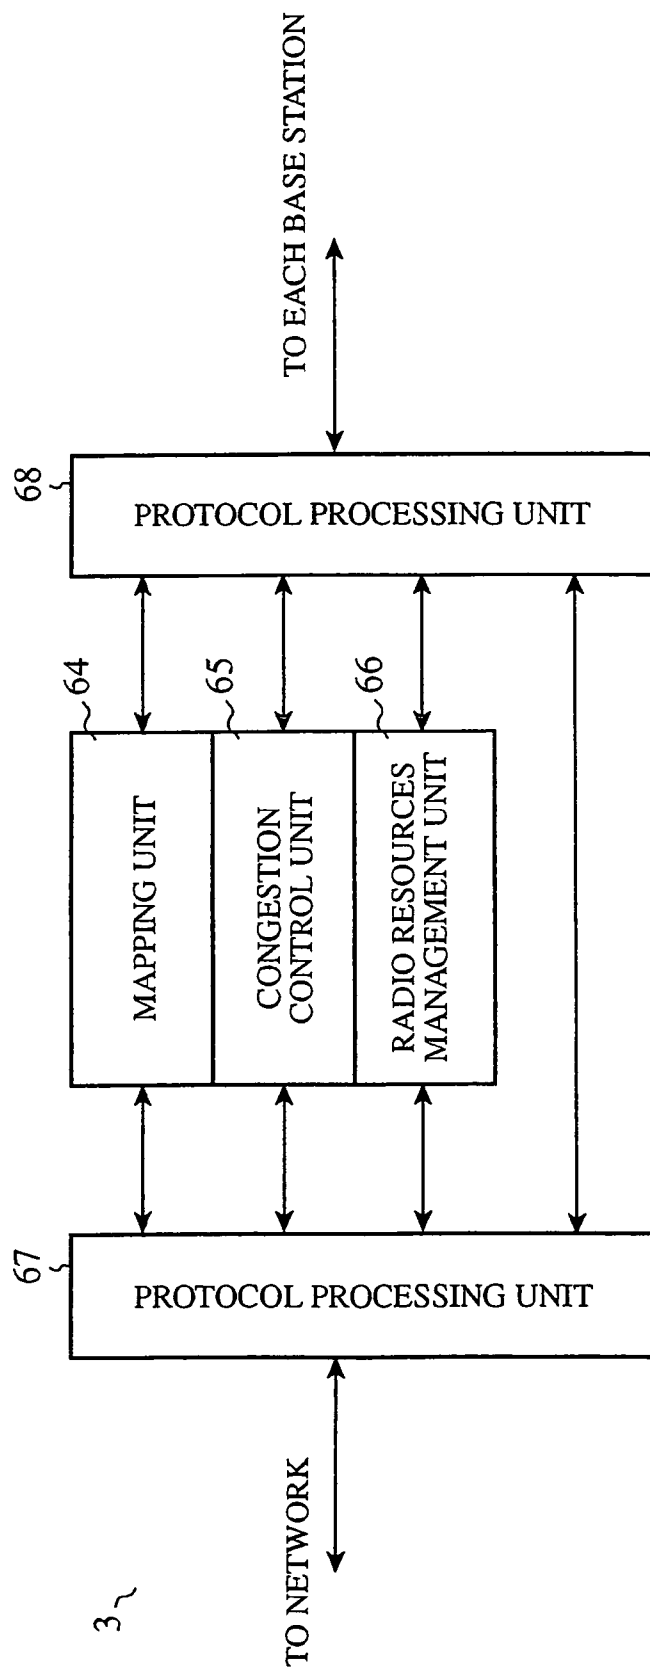 3
TO NETWORK
67
PROTOCOL PROCESSING UNIT
64
MAPPING UNIT
65
CONGESTION
CONTROL UNIT
66
RADIO RESOURCES
MANAGEMENT UNIT
68
PROTOCOL PROCESSING UNIT
TO EACH BASE STATION